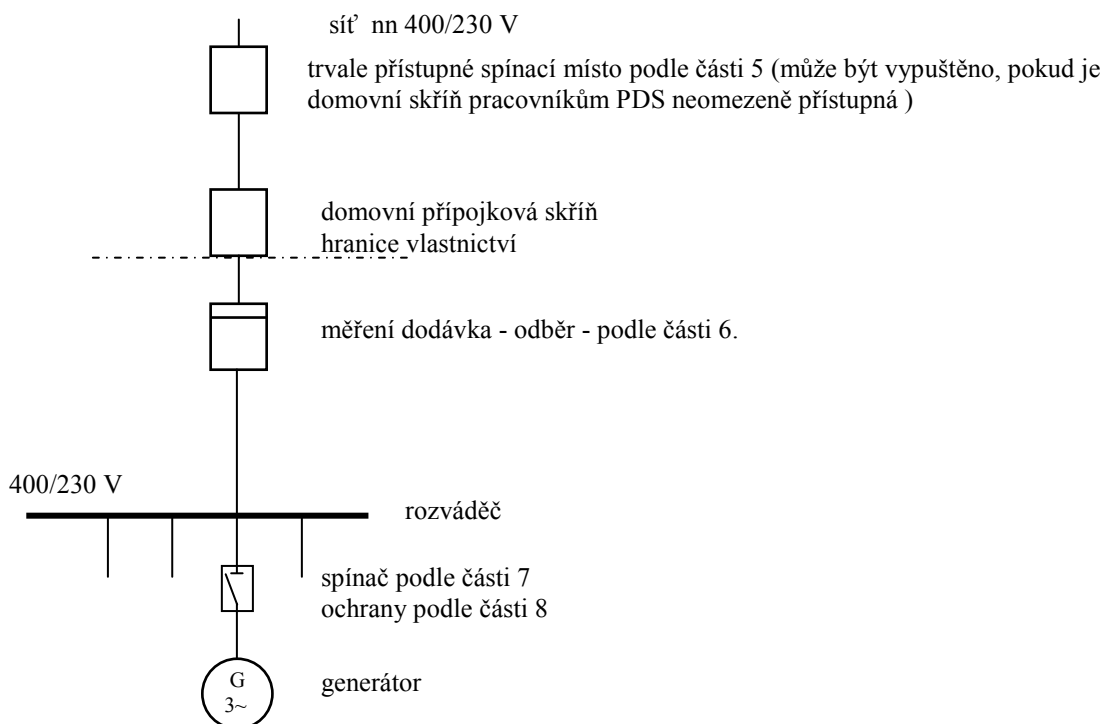 síť nn 400/230 V
trvale přístupné spínací místo podle části 5 (může být vypuštěno, pokud je
domovní skříň pracovníkům PDS neomezeně přístupná )
domovní přípojková skříň
hranice vlastnictví
měření dodávka - odběr - podle části 6.
400/230 V
rozváděč
spínač podle části 7
ochrany podle části 8
G
3~
generátor